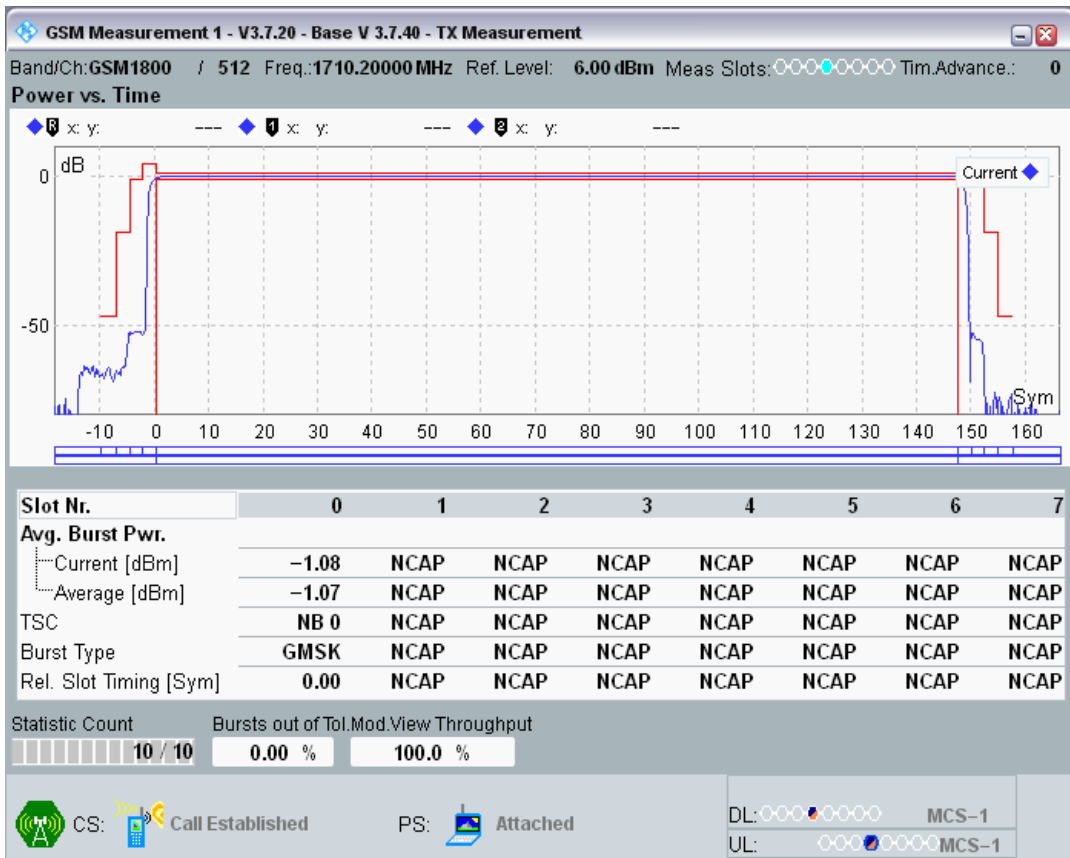 GSM Measurement 1 - V3.7.20 - Base V 3.7.40 - TX Measurement
Band/Ch:GSM1800 / 512 Freq.:1710.20000 MHz Ref. Level: 6.00 dBm Meas Slots: Tim.Advance.: 0
Power vs. Time
R x: y: --- 1 x: y: --- 2 x: y: ---
dB
Current
0
-50
Sym
-10 0 10 20 30 40 50 60 70 80 90 100 110 120 130 140 150 160
Slot Nr. 0 1 2 3 4 5 6 7
Avg. Burst Pwr.
Current [dBm] −1.08 NCAP NCAP NCAP NCAP NCAP NCAP NCAP
Average [dBm] −1.07 NCAP NCAP NCAP NCAP NCAP NCAP NCAP
TSC NB 0 NCAP NCAP NCAP NCAP NCAP NCAP NCAP
Burst Type GMSK NCAP NCAP NCAP NCAP NCAP NCAP NCAP
Rel. Slot Timing [Sym] 0.00 NCAP NCAP NCAP NCAP NCAP NCAP NCAP
Statistic Count Bursts out of Tol.Mod.View Throughput
10 / 10 0.00 % 100.0 %
CS: Call Established PS: Attached
DL: MCS−1
UL: MCS−1